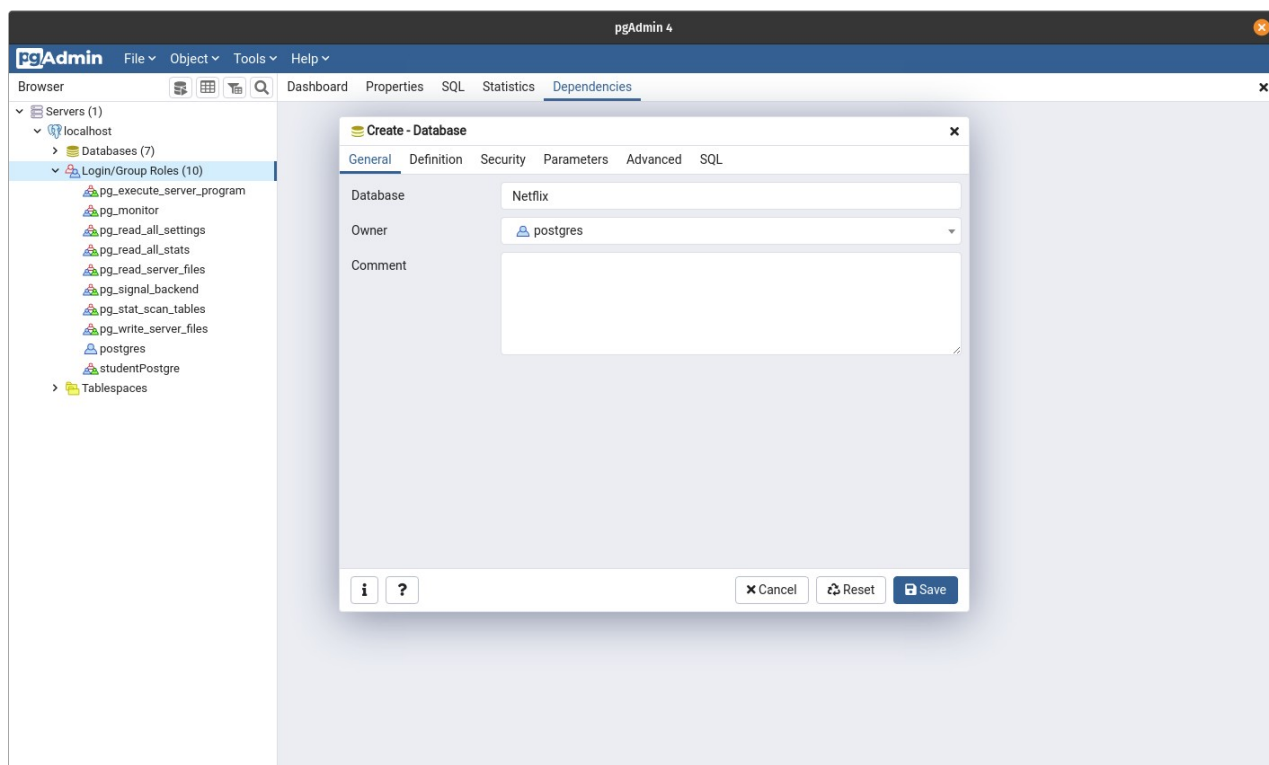 pgAdmin 4
pgAdmin File Object Tools Help
Browser Dashboard Properties SQL Statistics Dependencies
Servers (1)
localhost
Databases (7)
Login/Group Roles (10)
pg_execute_server_program
pg_monitor
pg_read_all_settings
pg_read_all_stats
pg_read_server_files
pg_signal_backend
pg_stat_scan_tables
pg_write_server_files
postgres
studentPostgre
Tablespaces
Create - Database
General Definition Security Parameters Advanced SQL
Database Netflix
Owner postgres
Comment
i ? Cancel Reset Save